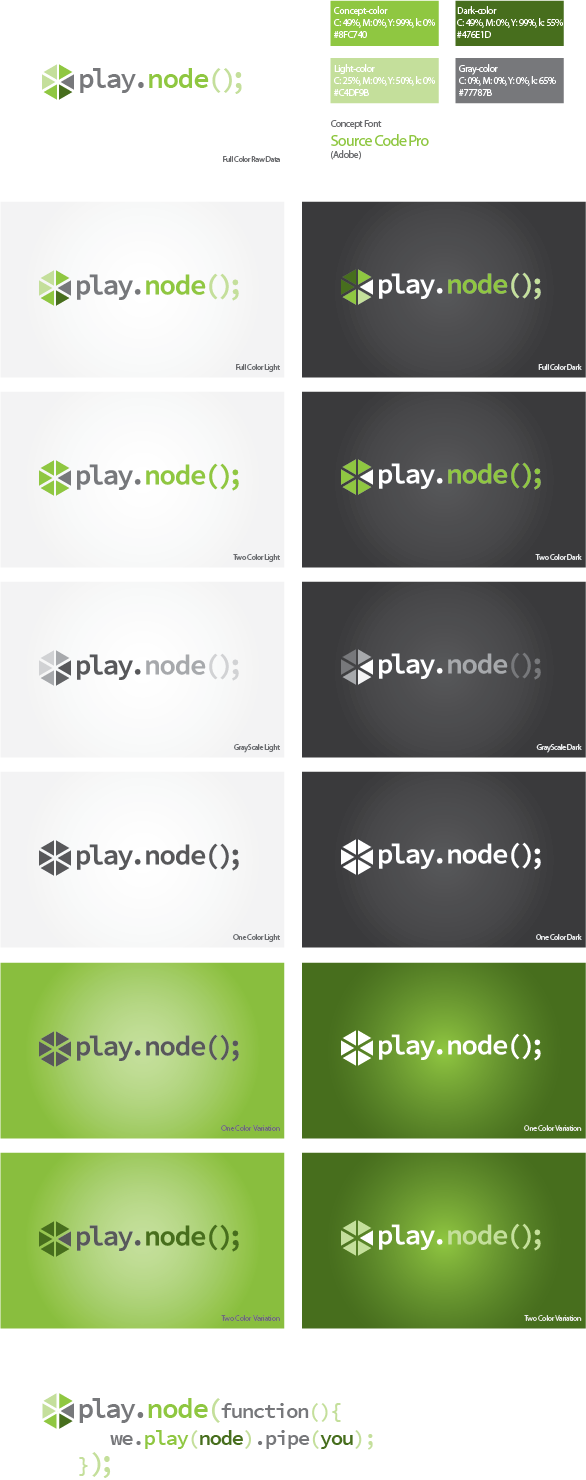 play.node();
Full Color Raw Data
Concept-color
C: 49%, M:0%, Y: 99%, k: 0%
#8FC740
Dark-color
C: 49%, M:0%, Y: 99%, k: 55%
#476E1D
Light-color
C: 25%, M: 0%, Y: 50%, k: 0%
#C4DF9B
Gray-color
C: 0%, M: 0%, Y: 0%, k: 65%
#77787B
Concept Font
Source Code Pro
(Adobe)
play.node();
Full Color Light
play.node();
Full Color Dark
play.node();
Two Color Light
play.node();
Two Color Dark
play.node();
GrayScale Light
play.node();
GrayScale Dark
play.node();
One Color Light
play.node();
One Color Dark
play.node();
One Color Variation
play.node();
One Color Variation
play.node();
Two Color Variation
play.node();
Two Color Variation
play.node(function(){
we.play(node).pipe(you);
});